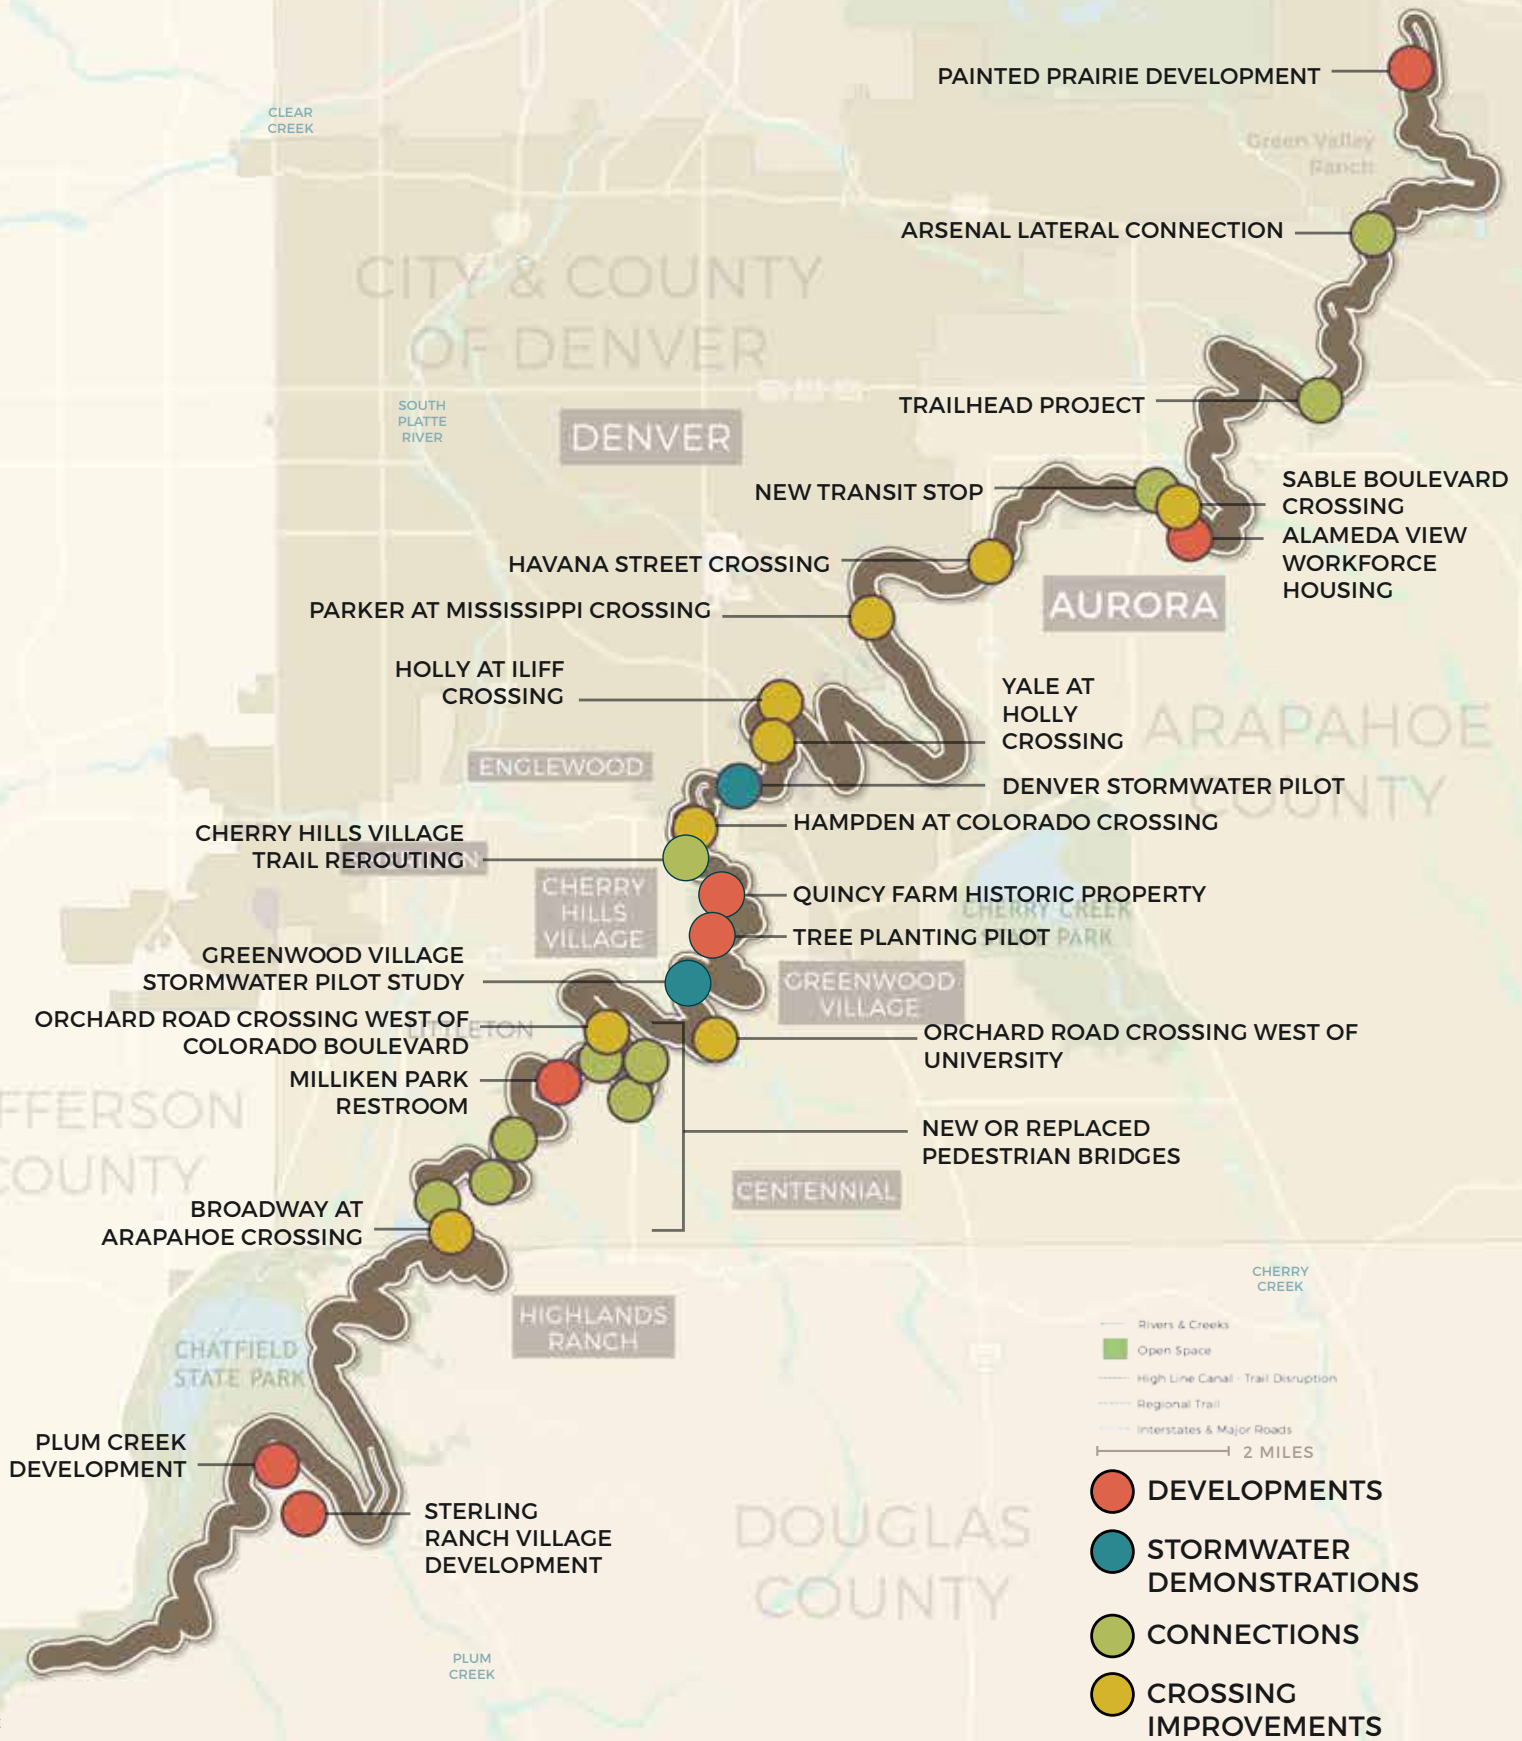 PAINTED PRAIRIE DEVELOPMENT
CLEAR
CREEK
Green Valley
Ranch
ARSENAL LATERAL CONNECTION
CITY & COUNTY
OF DENVER
TRAILHEAD PROJECT
SOUTH
PLATTE
RIVER
DENVER
NEW TRANSIT STOP
SABLE BOULEVARD
CROSSING
ALAMEDA VIEW
WORKFORCE
HOUSING
HAVANA STREET CROSSING
AURORA
PARKER AT MISSISSIPPI CROSSING
HOLLY AT ILIFF
CROSSING
YALE AT
HOLLY
CROSSING
ARAPAHOE
COUNTY
ENGLEWOOD
DENVER STORMWATER PILOT
HAMPDEN AT COLORADO CROSSING
CHERRY HILLS VILLAGE
TRAIL REROUTING
CHERRY
HILLS
VILLAGE
QUINCY FARM HISTORIC PROPERTY
CHERRY CREEK
STATE PARK
TREE PLANTING PILOT
GREENWOOD VILLAGE
STORMWATER PILOT STUDY
GREENWOOD
VILLAGE
ORCHARD ROAD CROSSING WEST OF
COLORADO BOULEVARD
LITTLETON
ORCHARD ROAD CROSSING WEST OF
UNIVERSITY
MILLIKEN PARK
RESTROOM
FFERSON
COUNTY
NEW OR REPLACED
PEDESTRIAN BRIDGES
CENTENNIAL
BROADWAY AT
ARAPAHOE CROSSING
CHERRY
CREEK
HIGHLANDS
RANCH
CHATFIELD
STATE PARK
PLUM CREEK
DEVELOPMENT
STERLING
RANCH VILLAGE
DEVELOPMENT
DOUGLAS
COUNTY
PLUM
CREEK
Rivers & Creeks
Open Space
High Line Canal - Trail Disruption
Regional Trail
Interstates & Major Roads
2 MILES
DEVELOPMENTS
STORMWATER
DEMONSTRATIONS
CONNECTIONS
CROSSING
IMPROVEMENTS